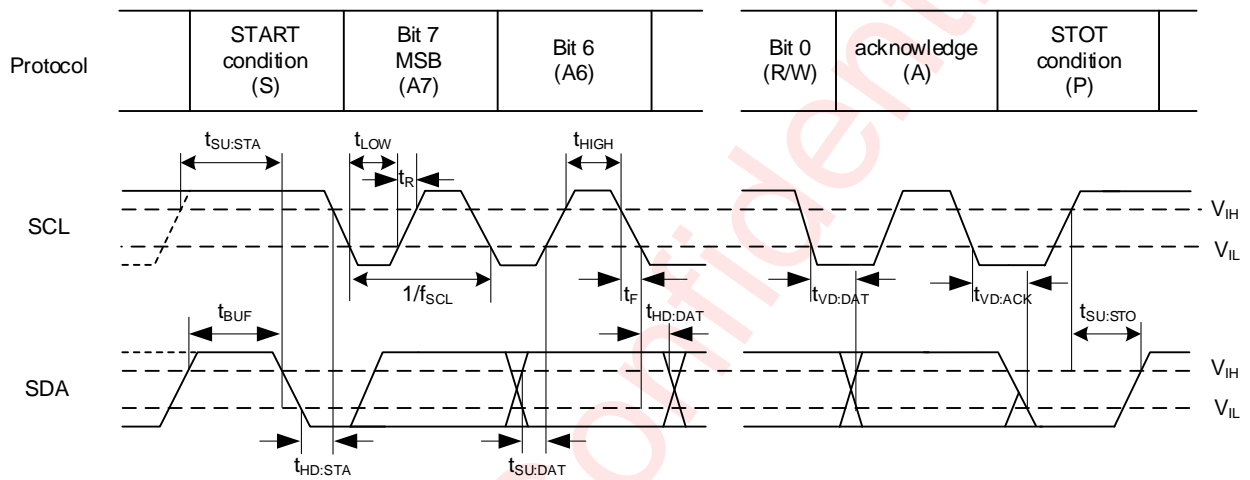 Protocol
START condition (S)
Bit 7 MSB (A7)
Bit 6 (A6)
Bit 0 (R/W)
acknowledge (A)
STOT condition (P)
tSU:STA
tLOW
tR
tHIGH
SCL
VIH
VIL
1/fSCL
tF
tVD:DAT
tVD:ACK
tBUF
tHD:DAT
tSU:STO
SDA
VIH
VIL
tHD:STA
tSU:DAT
onfidenti